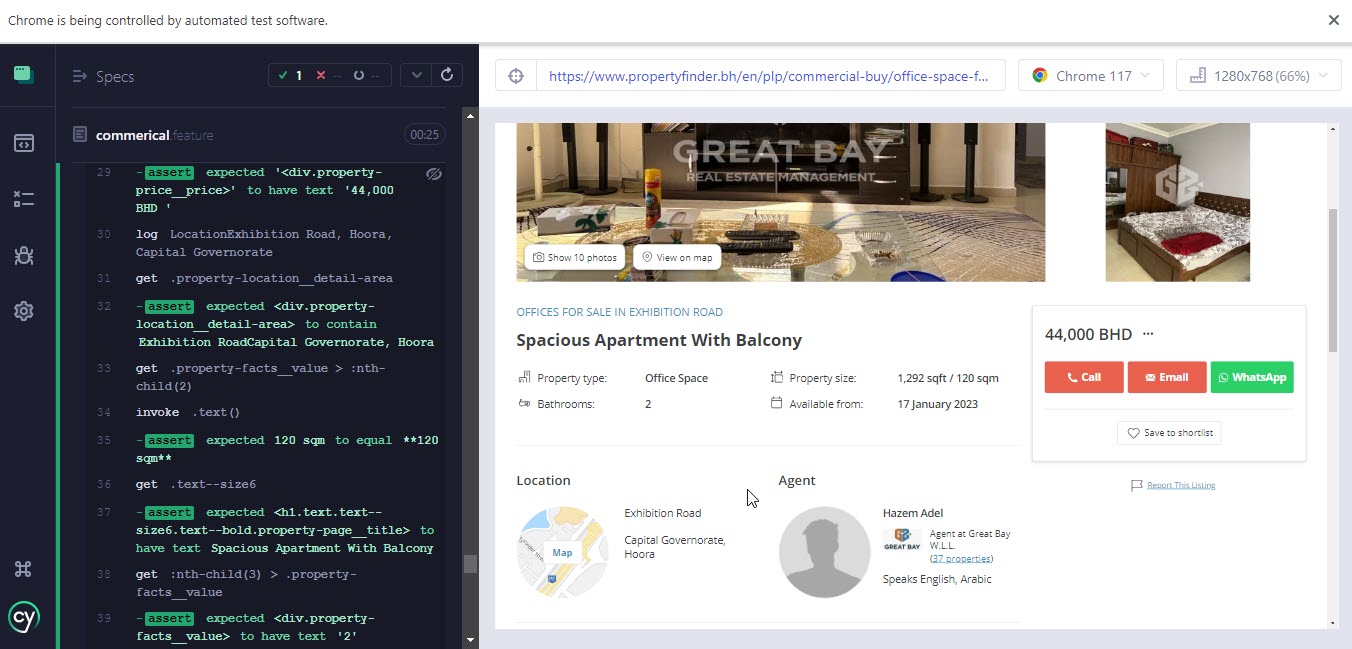 Chrome is being controlled by automated test software.
Specs
1
--
--
commerical.feature
00:25
29 -assert expected '<div.property-
price__price>' to have text '44,000
BHD '
30 log LocationExhibition Road, Hoora,
Capital Governorate
31 get .property-location__detail-area
32 -assert expected <div.property-
location__detail-area> to contain
Exhibition RoadCapital Governorate, Hoora
33 get .property-facts__value > :nth-
child(2)
34 invoke .text()
35 -assert expected 120 sqm to equal **120
sqm**
36 get .text--size6
37 -assert expected <h1.text.text--
size6.text--bold.property-page__title> to
have text Spacious Apartment With Balcony
38 get :nth-child(3) > .property-
facts__value
39 -assert expected <div.property-
facts__value> to have text '2'
cy
https://www.propertyfinder.bh/en/plp/commercial-buy/office-space-f...
Chrome 117
1280x768 (66%)
GREAT BAY
REAL ESTATE MANAGEMENT
Show 10 photos
View on map
OFFICES FOR SALE IN EXHIBITION ROAD
Spacious Apartment With Balcony
Property type: Office Space
Property size: 1,292 sqft / 120 sqm
Bathrooms: 2
Available from: 17 January 2023
44,000 BHD ...
Call
Email
WhatsApp
Save to shortlist
Report This Listing
Location
Map
Exhibition Road
Capital Governorate,
Hoora
Agent
Hazem Adel
GREAT BAY
Agent at Great Bay
W.L.L.
(37 properties)
Speaks English, Arabic